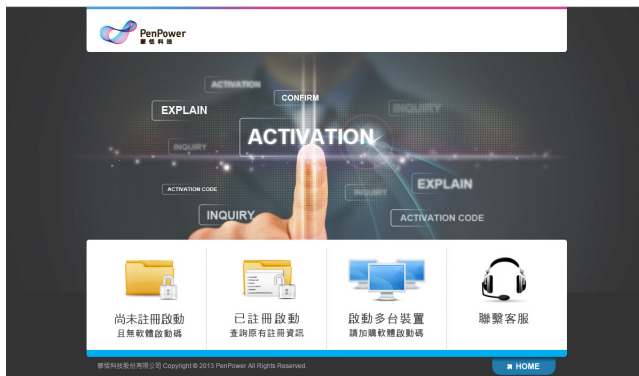 PenPower
蒙恬科技
ACTIVATION
CONFIRM
EXPLAIN
INQUIRY
ACTIVATION
INQUIRY
ACTIVATION CODE
INQUIRY
EXPLAIN
INQUIRY
ACTIVATION CODE
尚未註冊啟動
且無軟體啟動碼
已註冊啟動
查詢原有註冊資訊
啟動多台裝置
請加購軟體啟動碼
聯繫客服
蒙恬科技股份有限公司 Copyright © 2013 PenPower All Rights Reserved.
HOME